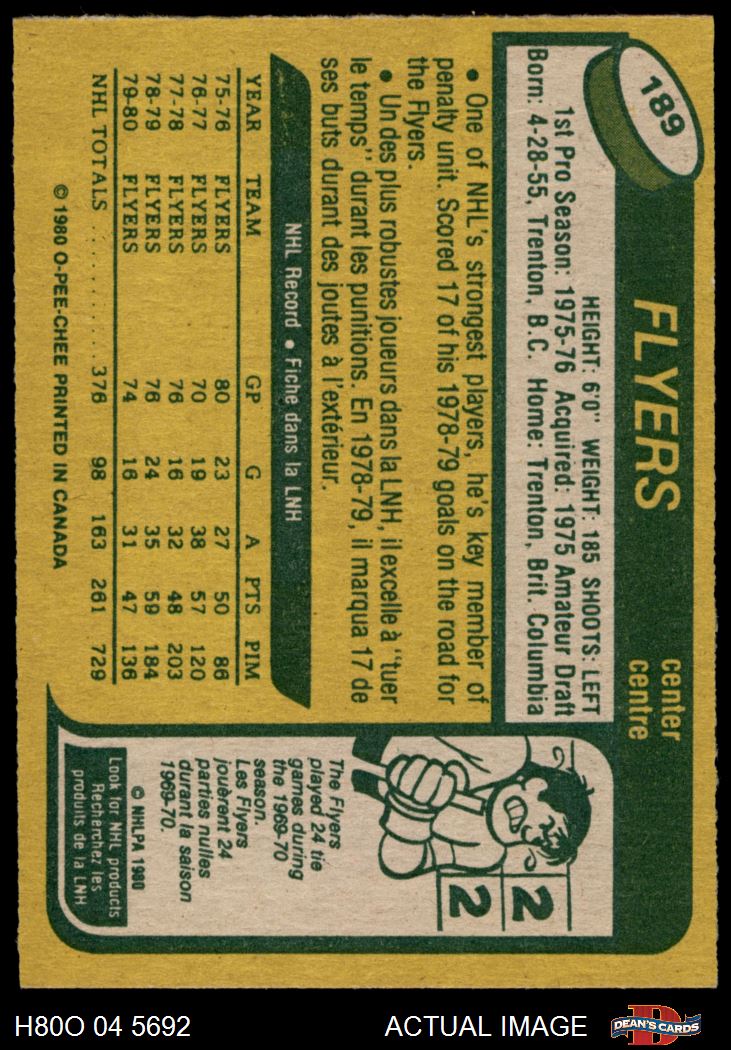 189
FLYERS
center
centre
HEIGHT: 6'0" WEIGHT: 185 SHOOTS: LEFT
1st Pro Season: 1975-76 Acquired: 1975 Amateur Draft
Born: 4-28-55, Trenton, B.C. Home: Trenton, Brit. Columbia
• One of NHL's strongest players, he's key member of
penalty unit. Scored 17 of his 1978-79 goals on the road for
the Flyers.
• Un des plus robustes joueurs dans la LNH, il excelle à "tuer
le temps" durant les punitions. En 1978-79, il marqua 17 de
ses buts durant des joutes à l'extérieur.
NHL Record • Fiche dans la LNH
YEAR TEAM GP G A PTS PIM
75-76 FLYERS 80 23 27 50 86
76-77 FLYERS 70 19 38 57 120
77-78 FLYERS 76 16 32 48 203
78-79 FLYERS 76 24 35 59 184
79-80 FLYERS 74 16 31 47 136
NHL TOTALS .......... 376 98 163 261 729
© 1980 O-PEE-CHEE PRINTED IN CANADA
2
2
The Flyers
played 24 tie
games during
the 1969-70
season.
Les Flyers
jouèrent 24
parties nulles
durant la saison
1969-70.
© NHLPA 1980
Look for NHL products
Recherchez les
produits de la LNH
H80O 04 5692
ACTUAL IMAGE
D
DEAN'S CARDS